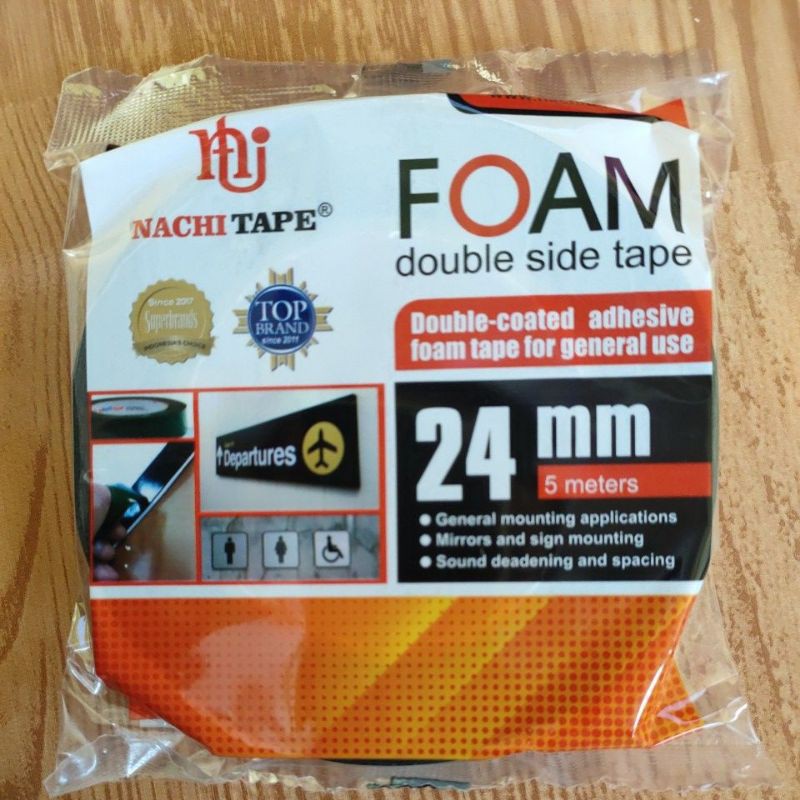 NACHI TAPE®
FOAM
double side tape
Since 2017
Superbrands
INDONESIA'S CHOICE
TOP
BRAND
since 2011
Double-coated adhesive
foam tape for general use
↑Departures
24 mm
5 meters
● General mounting applications
● Mirrors and sign mounting
● Sound deadening and spacing